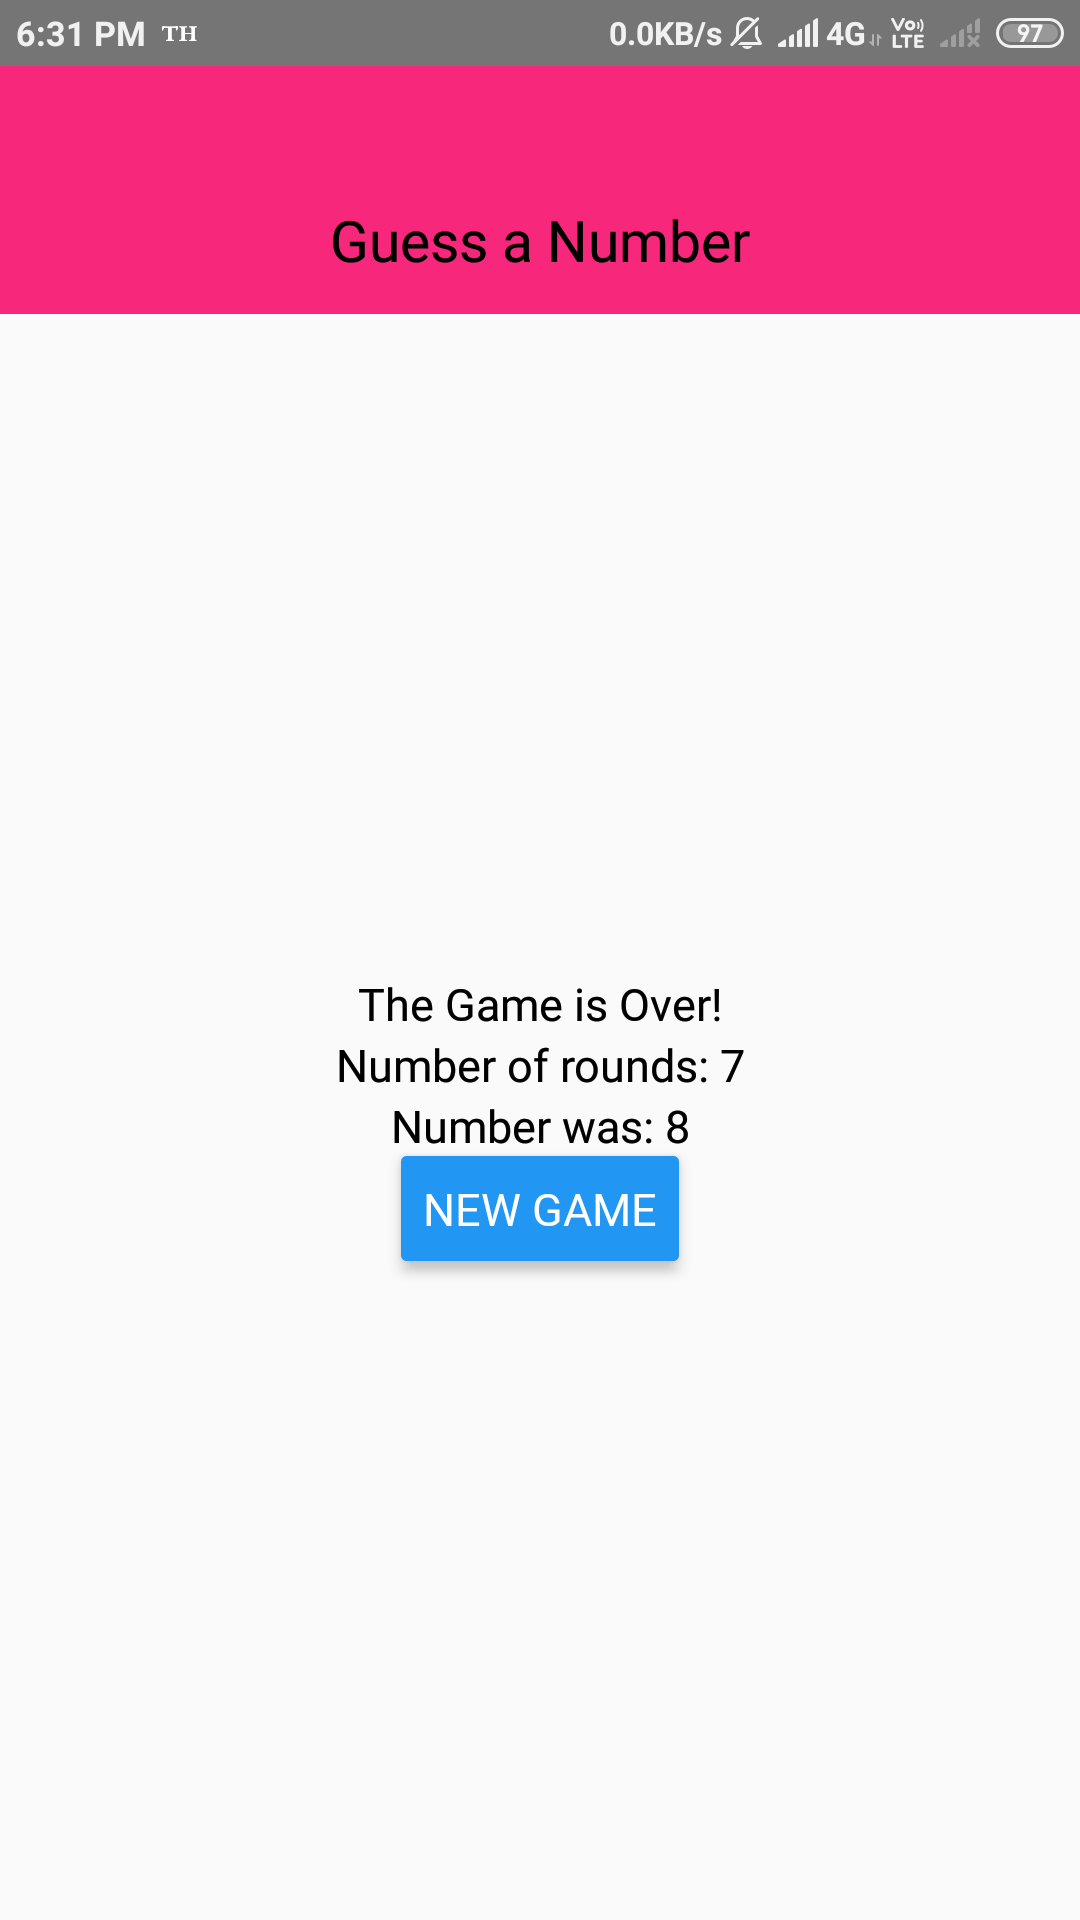 6:31 PM TH 0.0KB/s 4G VoLTE 97
Guess a Number
The Game is Over!
Number of rounds: 7
Number was: 8
NEW GAME